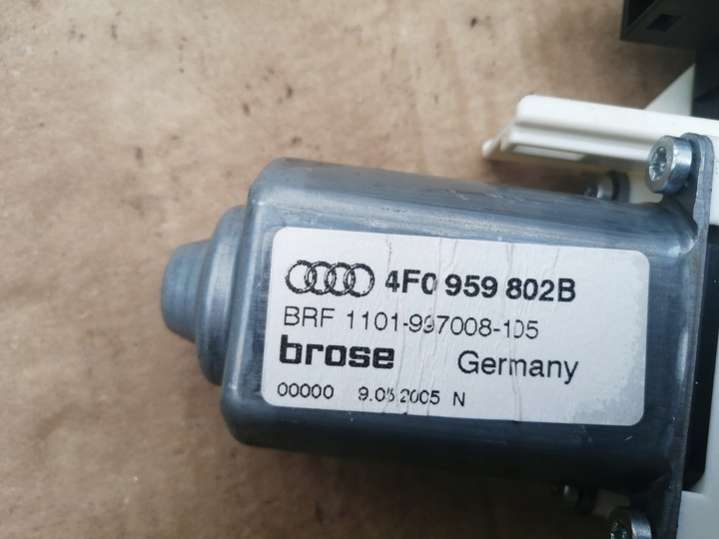 4F0 959 802B
BRF 1101-997008-105
brose Germany
00000 9.05.2005 N